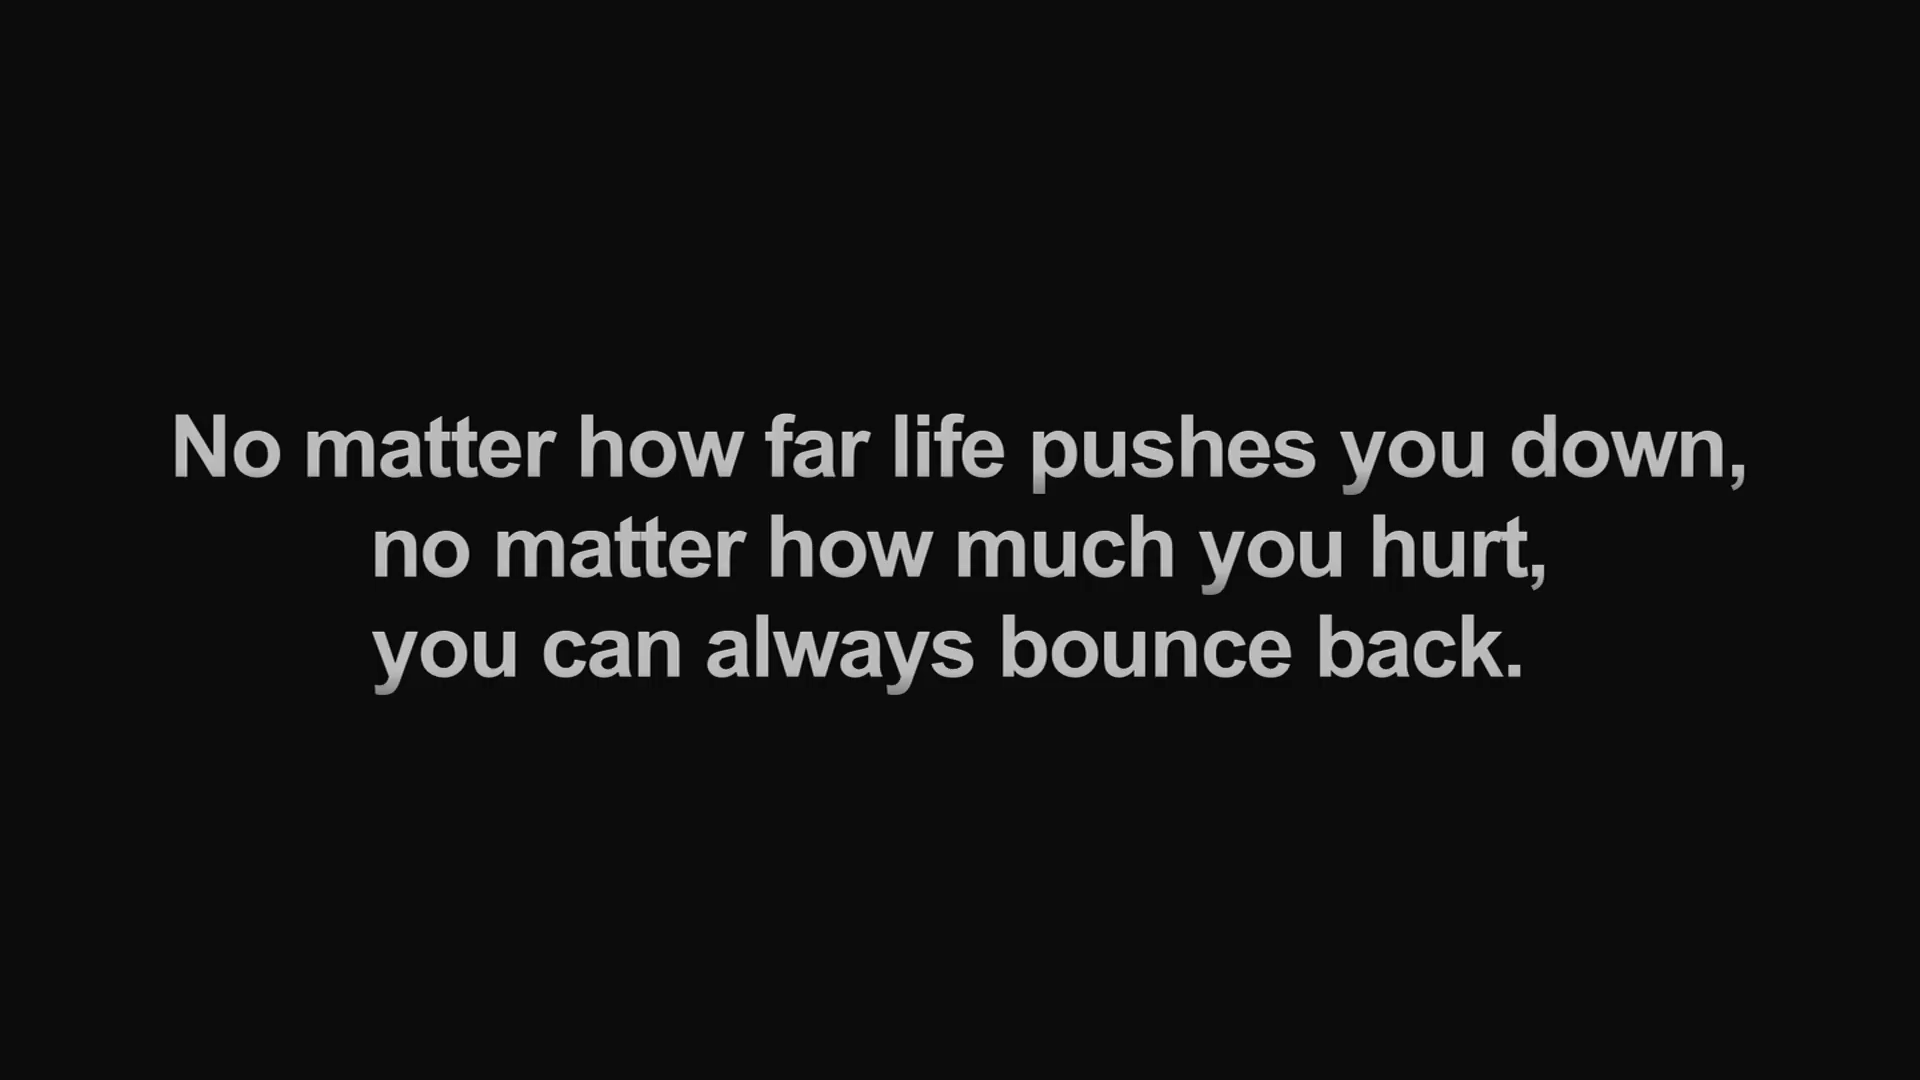 No matter how far life pushes you down,
no matter how much you hurt,
you can always bounce back.